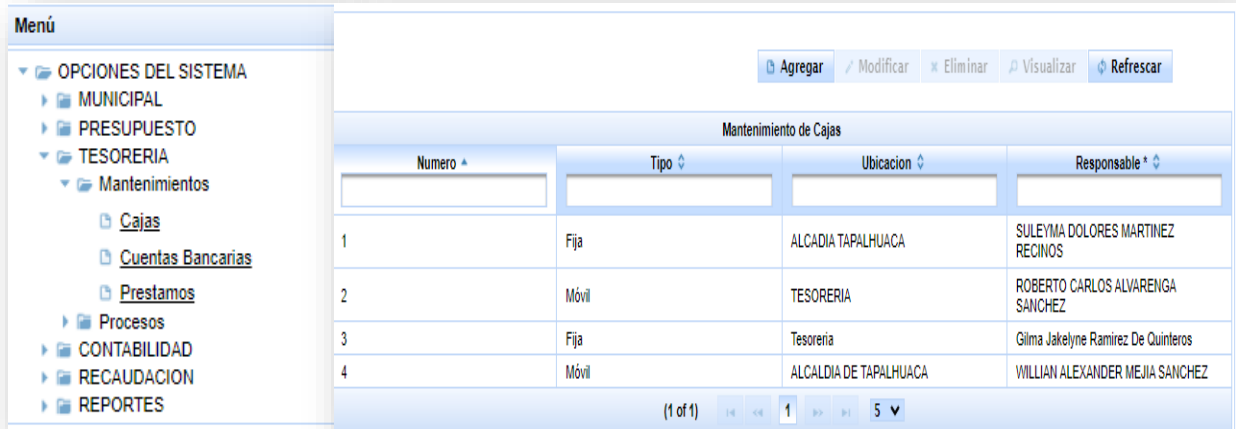 Menú
OPCIONES DEL SISTEMA
MUNICIPAL
PRESUPUESTO
TESORERIA
Mantenimientos
Cajas
Cuentas Bancarias
Prestamos
Procesos
CONTABILIDAD
RECAUDACION
REPORTES
Agregar Modificar Eliminar Visualizar Refrescar
Mantenimiento de Cajas
Numero Tipo Ubicacion Responsable *
1 Fija ALCADIA TAPALHUACA SULEYMA DOLORES MARTINEZ
RECINOS
2 Móvil TESORERIA ROBERTO CARLOS ALVARENGA
SANCHEZ
3 Fija Tesoreria Gilma Jakelyne Ramirez De Quinteros
4 Móvil ALCALDIA DE TAPALHUACA WILLIAN ALEXANDER MEJIA SANCHEZ
(1 of 1) 1 5